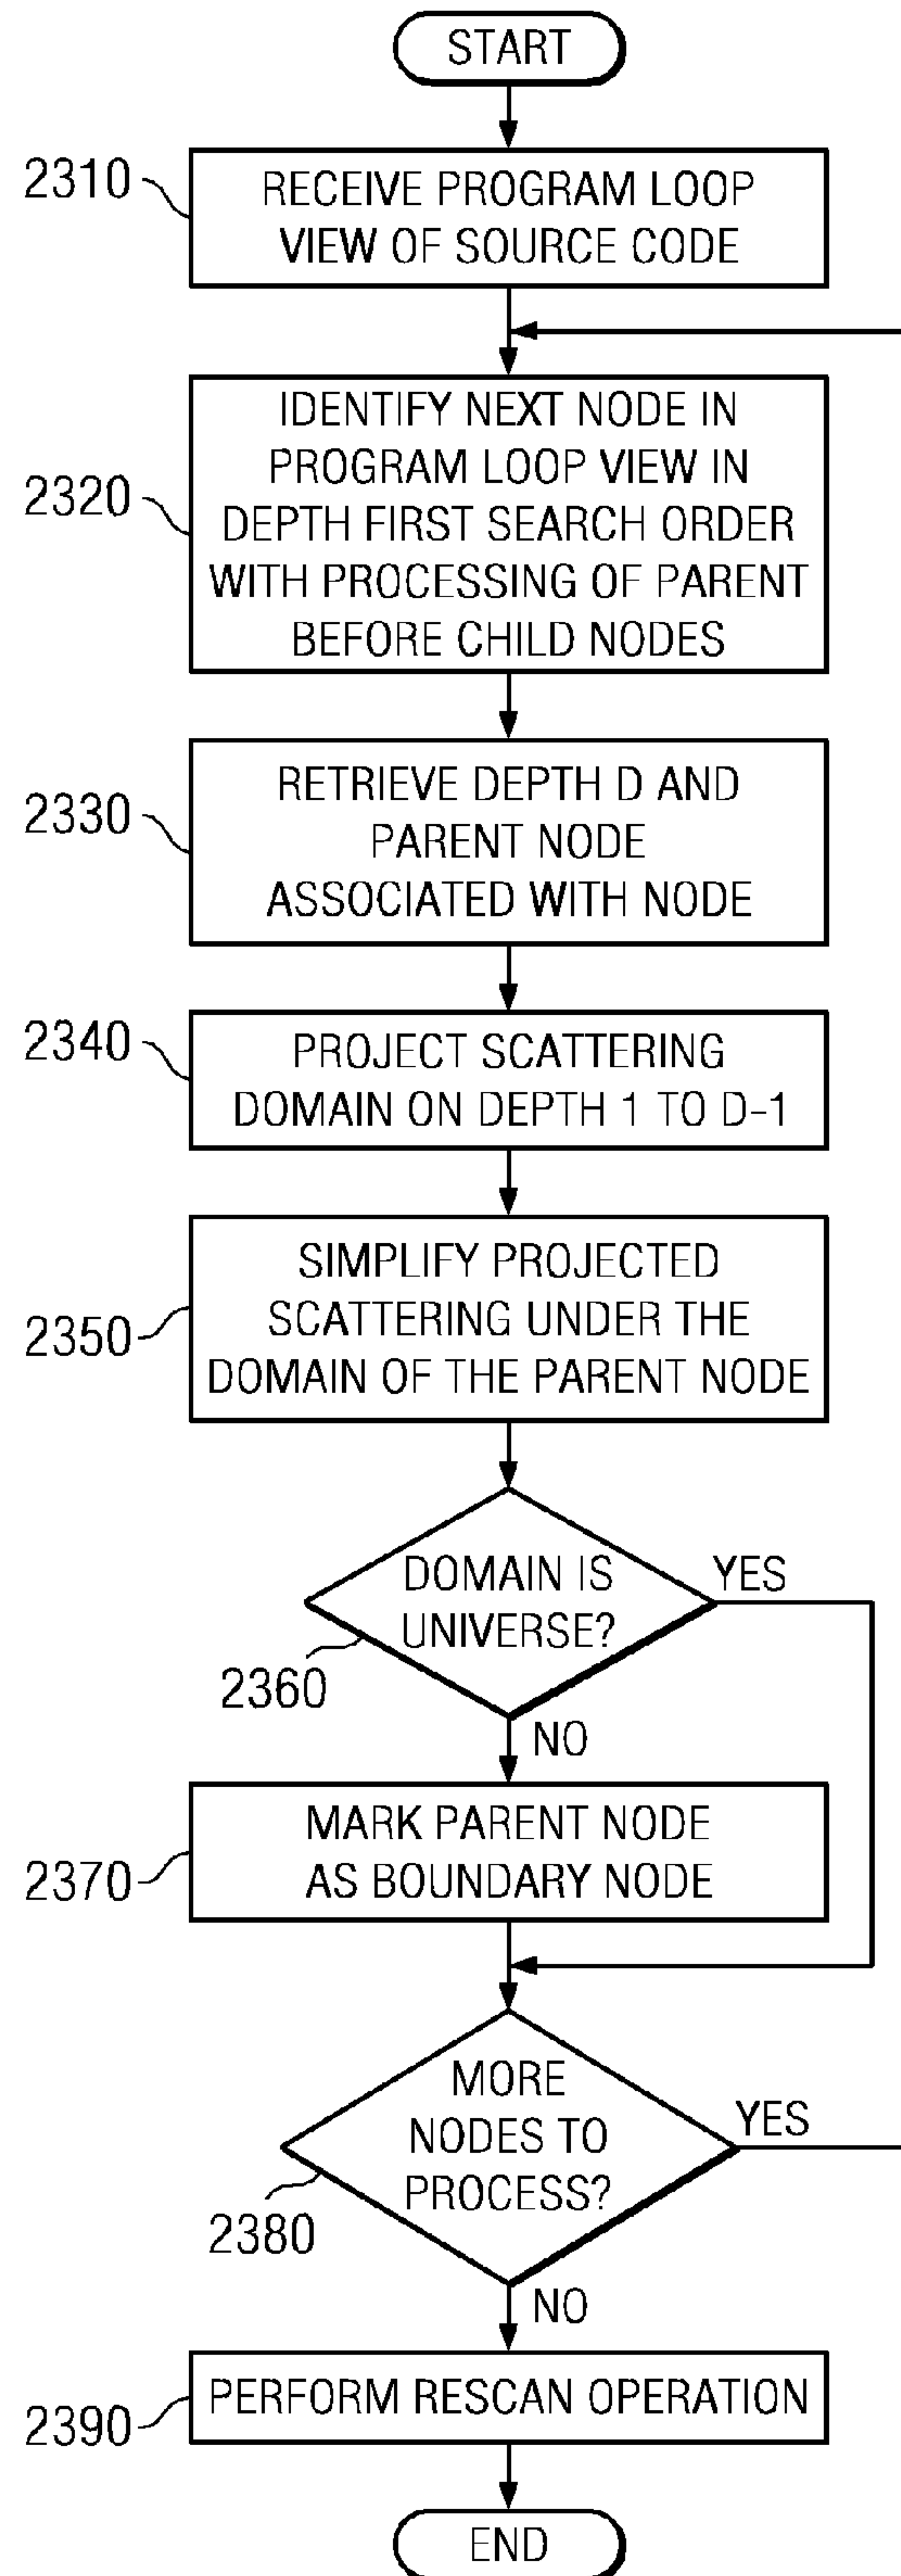 START
2310
RECEIVE PROGRAM LOOP
VIEW OF SOURCE CODE
2320
IDENTIFY NEXT NODE IN
PROGRAM LOOP VIEW IN
DEPTH FIRST SEARCH ORDER
WITH PROCESSING OF PARENT
BEFORE CHILD NODES
2330
RETRIEVE DEPTH D AND
PARENT NODE
ASSOCIATED WITH NODE
2340
PROJECT SCATTERING
DOMAIN ON DEPTH 1 TO D-1
2350
SIMPLIFY PROJECTED
SCATTERING UNDER THE
DOMAIN OF THE PARENT NODE
DOMAIN IS
UNIVERSE?
YES
2360
NO
2370
MARK PARENT NODE
AS BOUNDARY NODE
MORE
NODES TO
PROCESS?
YES
2380
NO
2390
PERFORM RESCAN OPERATION
END